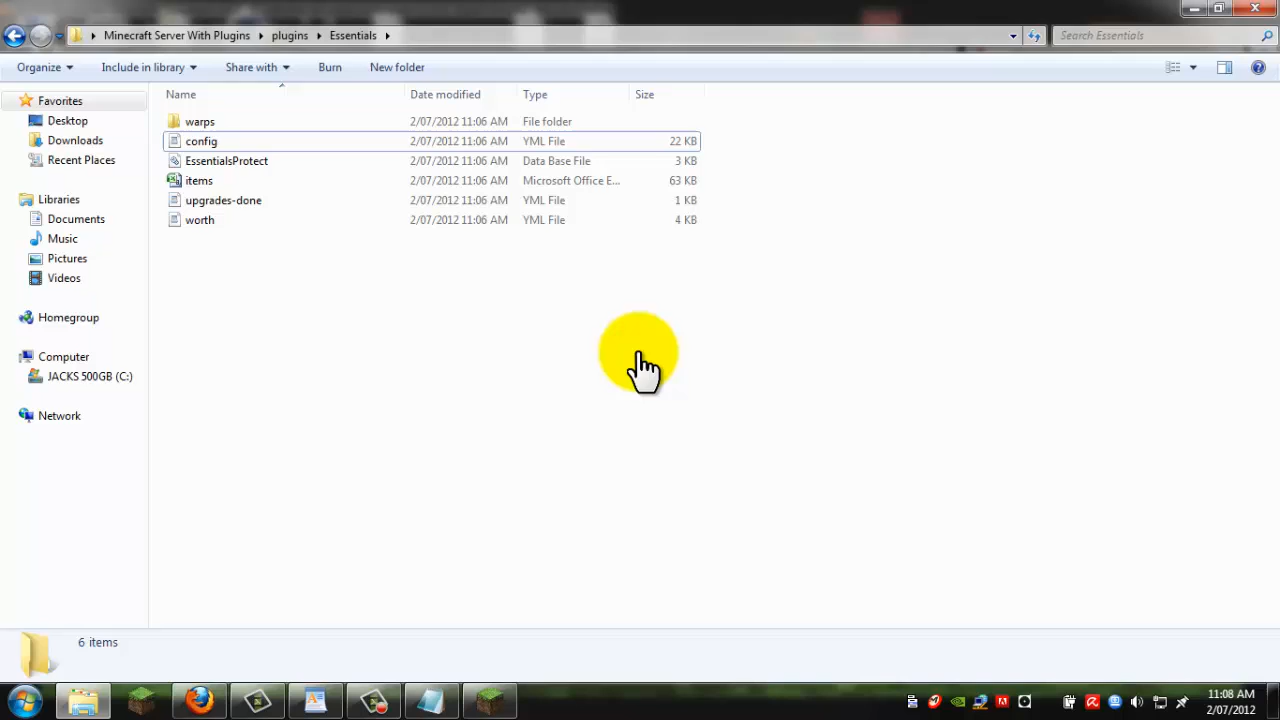 Minecraft Server With Plugins plugins Essentials Search Essentials
Organize Include in library Share with Burn New folder
Name Date modified Type Size
Favorites
Desktop
Downloads
Recent Places
Libraries
Documents
Music
Pictures
Videos
Homegroup
Computer
JACKS 500GB (C:)
Network
warps 2/07/2012 11:06 AM File folder
config 2/07/2012 11:06 AM YML File 22 KB
EssentialsProtect 2/07/2012 11:06 AM Data Base File 3 KB
items 2/07/2012 11:06 AM Microsoft Office E... 63 KB
upgrades-done 2/07/2012 11:06 AM YML File 1 KB
worth 2/07/2012 11:06 AM YML File 4 KB
6 items
11:08 AM
2/07/2012